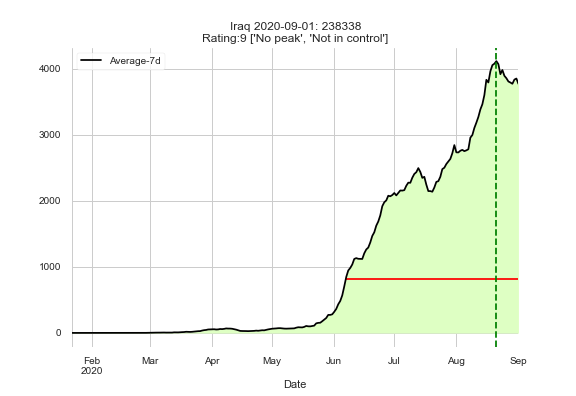 Iraq 2020-09-01: 238338
Rating:9 ['No peak', 'Not in control']
Average-7d
4000
3000
2000
1000
0
Feb Mar Apr May Jun Jul Aug Sep
2020
Date